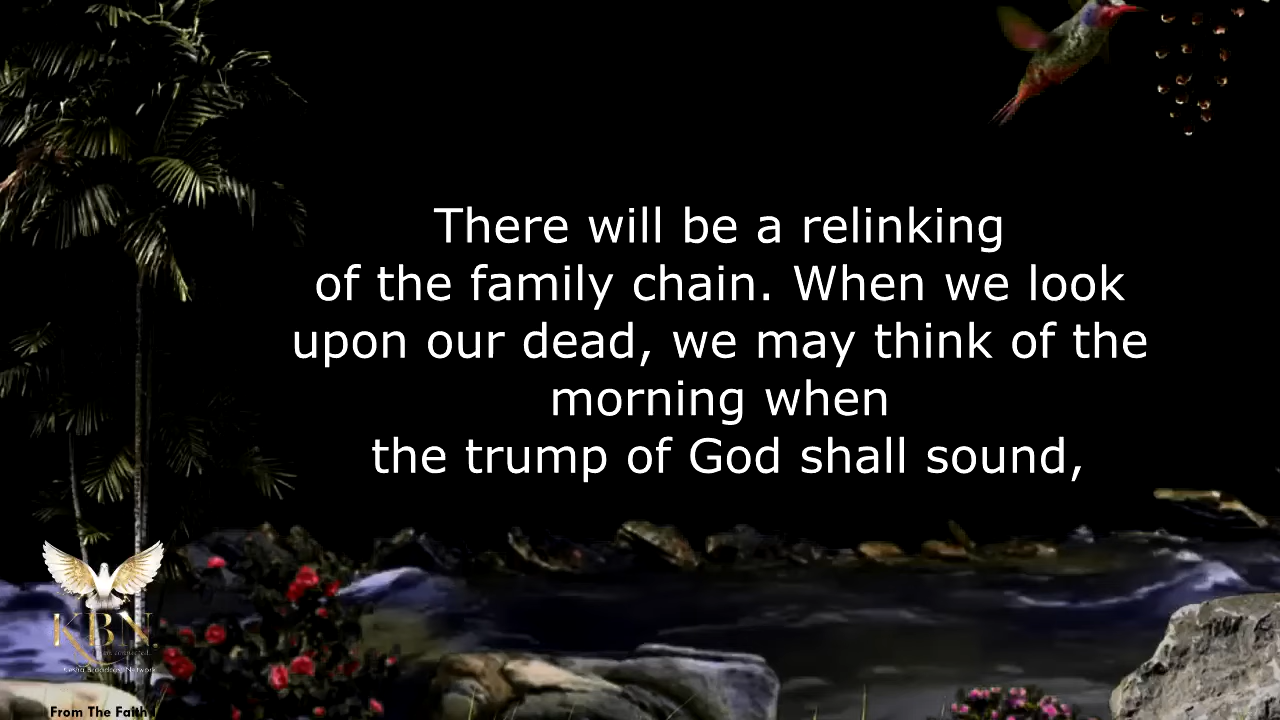 There will be a relinking
of the family chain. When we look
upon our dead, we may think of the
morning when
the trump of God shall sound,
KBN
From The Faith